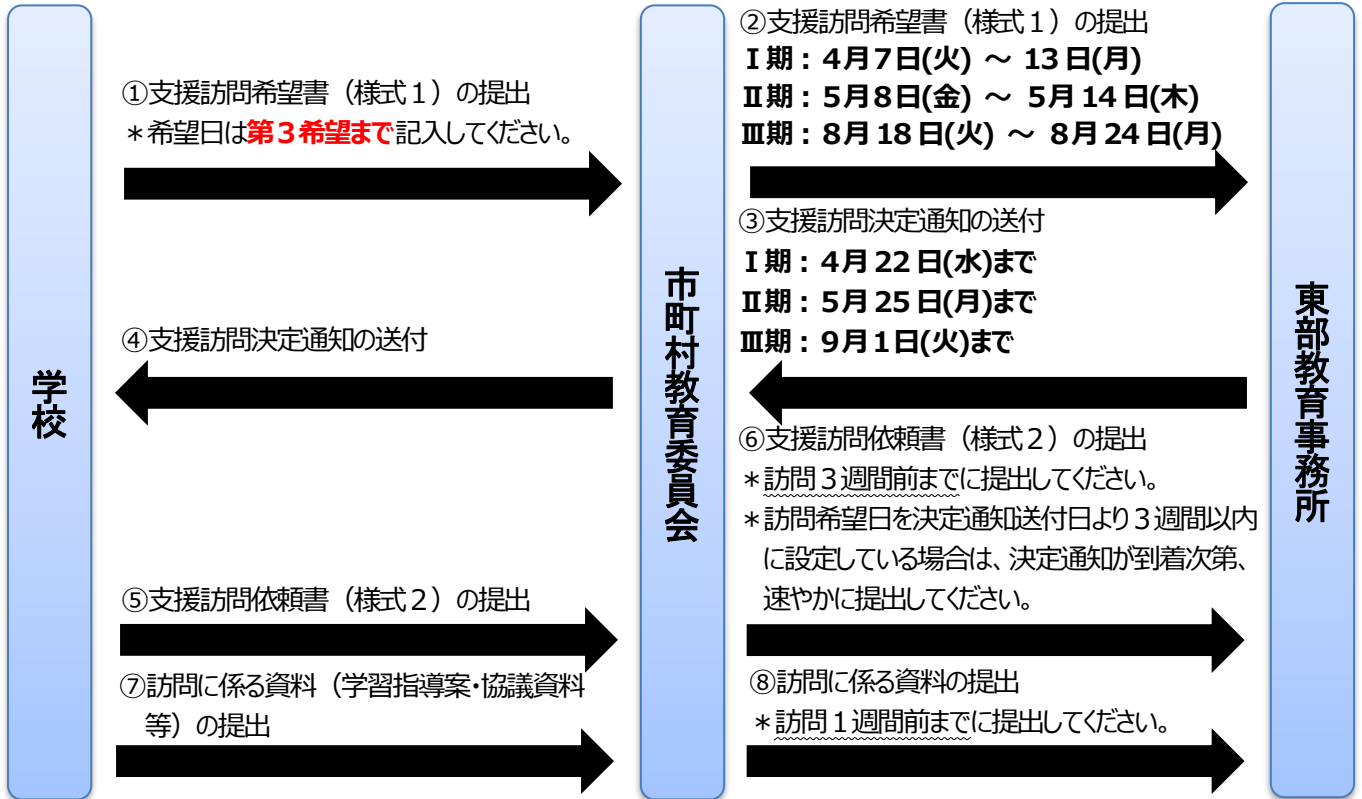 学校
①支援訪問希望書（様式１）の提出
＊希望日は第３希望まで記入してください。
④支援訪問決定通知の送付
⑤支援訪問依頼書（様式２）の提出
⑦訪問に係る資料（学習指導案・協議資料
等）の提出
市町村教育委員会
②支援訪問希望書（様式１）の提出
Ⅰ期：４月７日(火) ～ 13日(月)
Ⅱ期：５月８日(金) ～ ５月14日(木)
Ⅲ期：８月18日(火) ～ ８月24日(月)
③支援訪問決定通知の送付
Ⅰ期：４月22日(水)まで
Ⅱ期：５月25日(月)まで
Ⅲ期：９月１日(火)まで
⑥支援訪問依頼書（様式２）の提出
＊訪問３週間前までに提出してください。
＊訪問希望日を決定通知送付日より３週間以内
に設定している場合は、決定通知が到着次第、
速やかに提出してください。
⑧訪問に係る資料の提出
＊訪問１週間前までに提出してください。
東部教育事務所